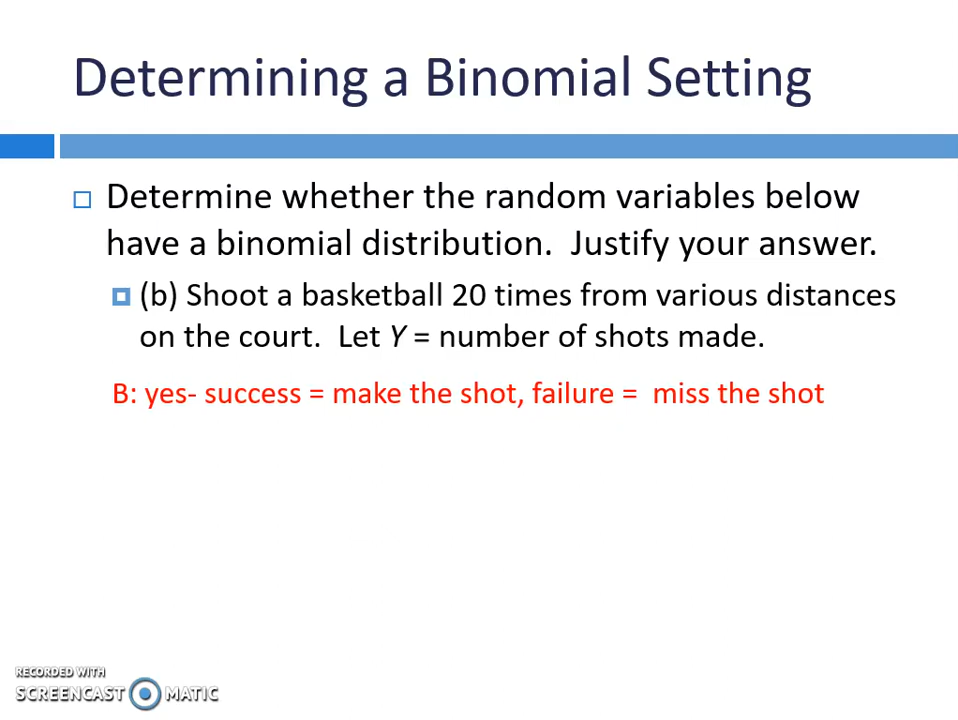 Determining a Binomial Setting
Determine whether the random variables below
have a binomial distribution.  Justify your answer.
(b) Shoot a basketball 20 times from various distances
on the court.  Let Y = number of shots made.
B: yes- success = make the shot, failure =  miss the shot
RECORDED WITH
SCREENCAST MATIC